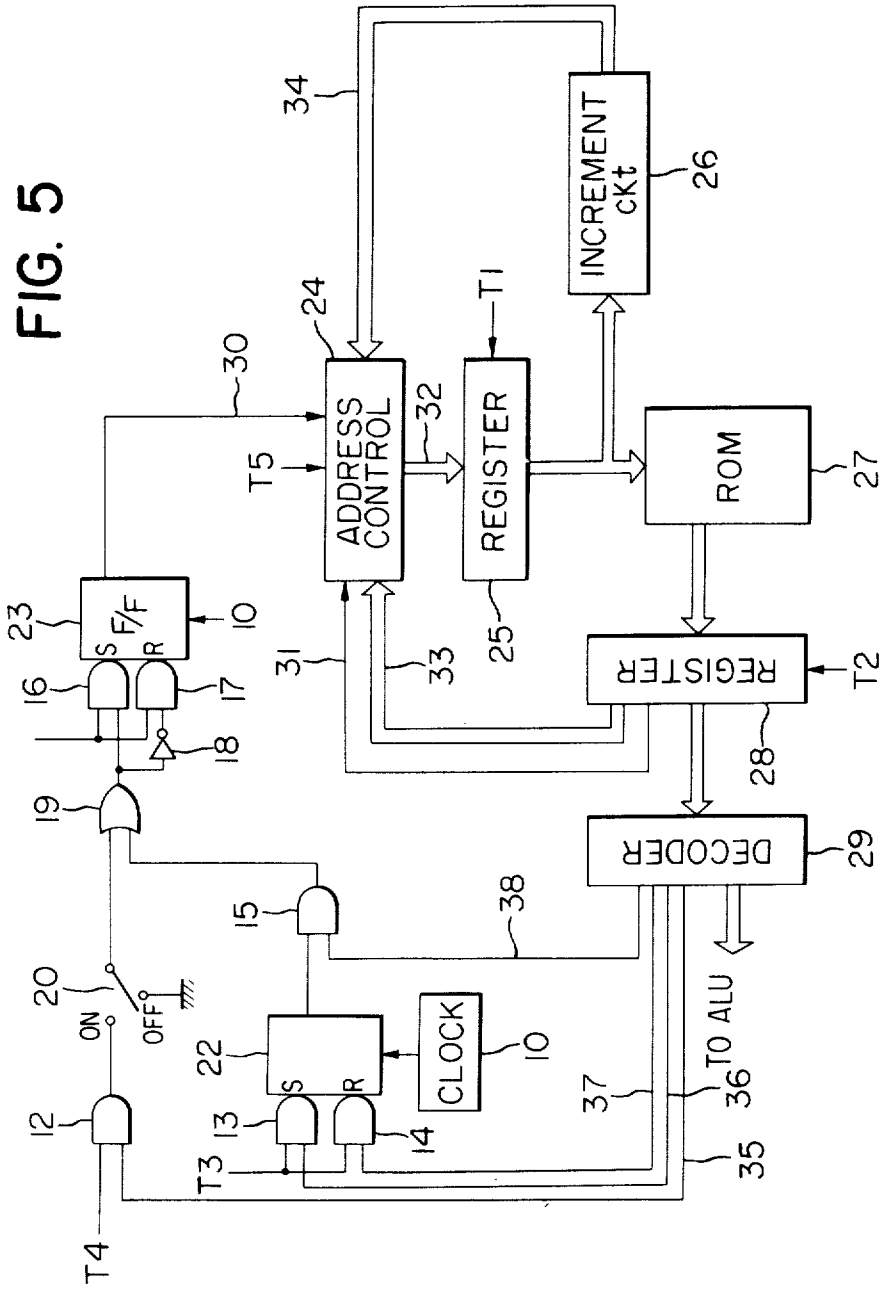 FIG. 5
T4
12
ON
20
OFF
19
16
18
17
23
S
F/F
R
10
30
T3
13
14
22
S
R
CLOCK
10
15
38
31
33
T5
24
ADDRESS
CONTROL
32
34
25
REGISTER
T1
INCREMENT
cKt
26
37
36
35
TO ALU
DECODER
29
REGISTER
28
T2
ROM
27